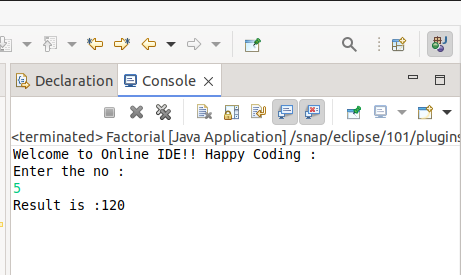 Declaration
Console
<terminated> Factorial [Java Application] /snap/eclipse/101/plugins
Welcome to Online IDE!! Happy Coding :
Enter the no :
5
Result is :120